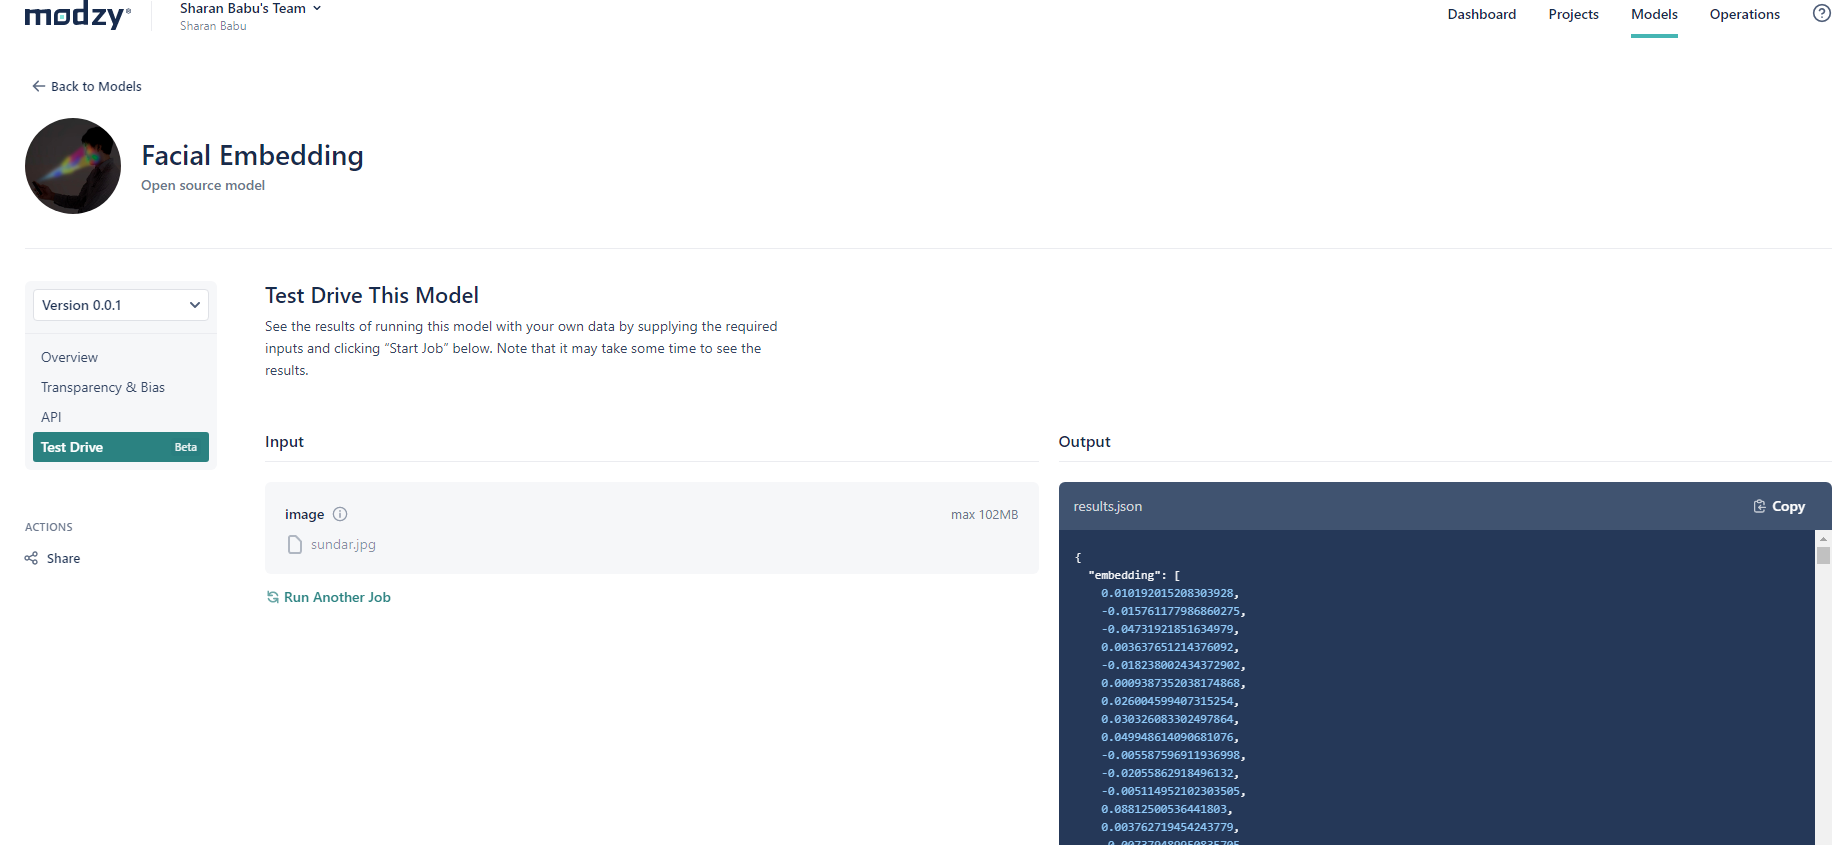 modzy®
Sharan Babu's Team
Sharan Babu
Dashboard Projects Models Operations
Back to Models
Facial Embedding
Open source model
Version 0.0.1
Overview
Transparency & Bias
API
Test Drive Beta
ACTIONS
Share
Test Drive This Model
See the results of running this model with your own data by supplying the required
inputs and clicking “Start Job” below. Note that it may take some time to see the
results.
Input
image max 102MB
sundar.jpg
Run Another Job
Output
results.json Copy
{
"embedding": [
0.010192015208303928,
-0.015761177986860275,
-0.04731921851634979,
0.003637651214376092,
-0.018238002434372902,
0.0009387352038174868,
0.026004599407315254,
0.030326083302497864,
0.049948614090681076,
-0.005587596911936998,
-0.02055862918496132,
-0.005114952102303505,
0.08812500536441803,
0.003762719454243779,